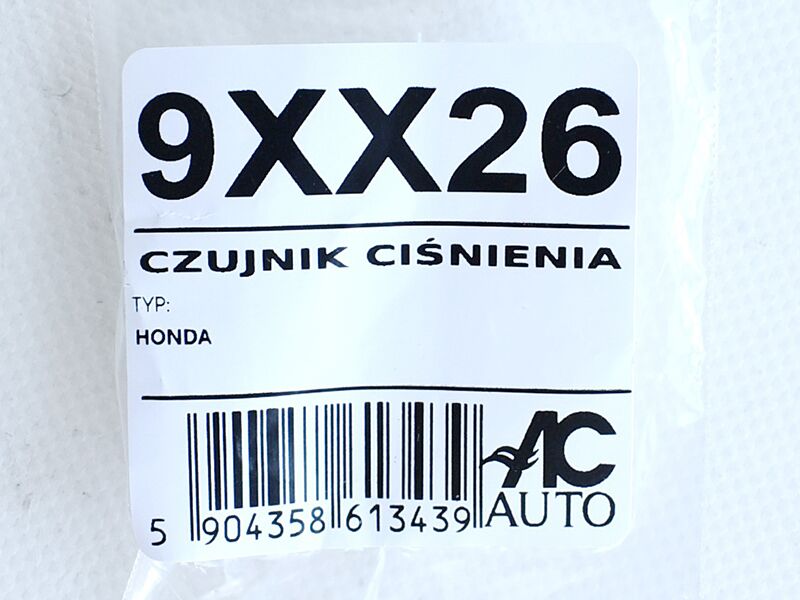 9XX26
CZUJNIK CIŚNIENIA
TYP:
HONDA
AC
AUTO
5 904358 613439